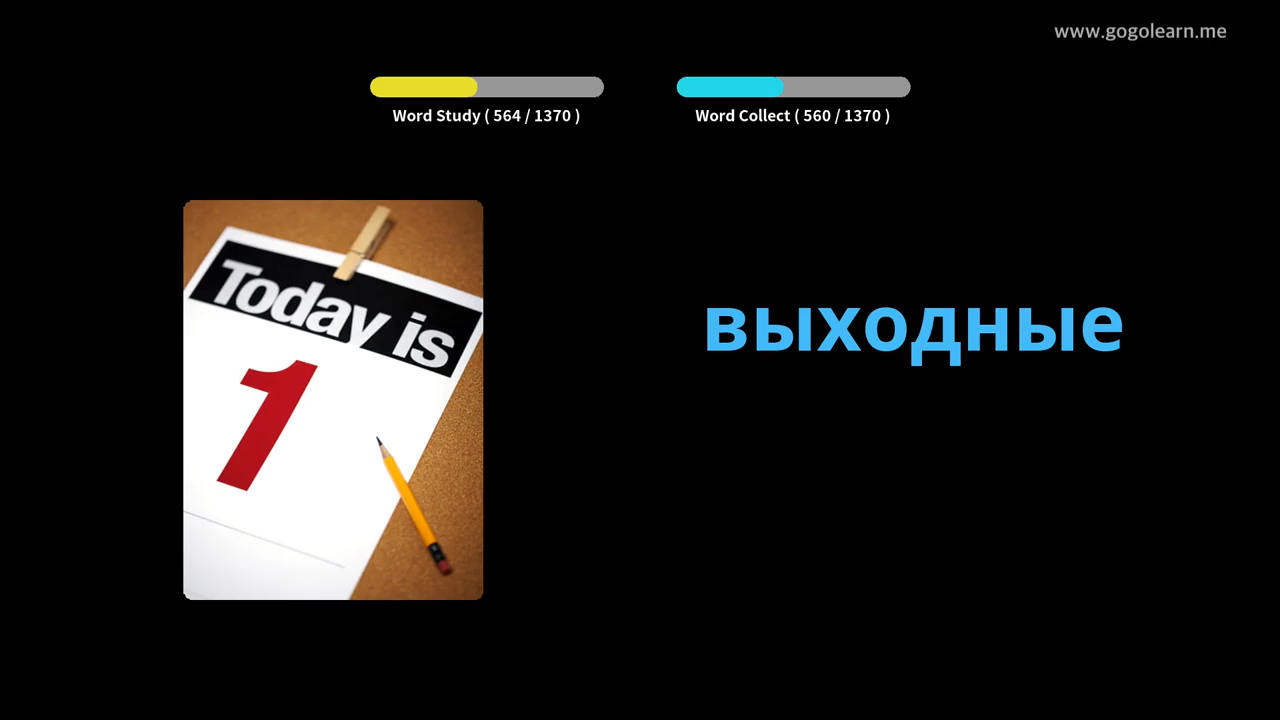 www.gogolearn.me
Word Study ( 564 / 1370 )
Word Collect ( 560 / 1370 )
Today is
1
выходные